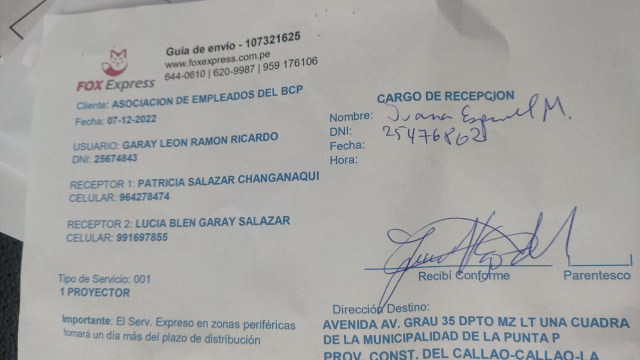 Guía de envío - 107321625
www.foxexpress.com.pe
644-0610 | 620-9987 | 959 176106
FOX Express
Cliente: ASOCIACION DE EMPLEADOS DEL BCP
Fecha: 07-12-2022
USUARIO: GARAY LEON RAMON RICARDO
DNI: 25674843
RECEPTOR 1: PATRICIA SALAZAR CHANGANAQUI
CELULAR: 964278474
RECEPTOR 2: LUCIA BLEN GARAY SALAZAR
CELULAR: 991697855
Tipo de Servicio: 001
1 PROYECTOR
Importante: El Serv. Expreso en zonas periféricas
tomará un día más del plazo de distribución
CARGO DE RECEPCION
Nombre: Juana M.
DNI: 25476862
Fecha:
Hora:
Recibí Conforme
Parentesco
Dirección Destino:
AVENIDA AV. GRAU 35 DPTO MZ LT UNA CUADRA
DE LA MUNICIPALIDAD DE LA PUNTA P
PROV. CONST. DEL CALLAO-CALLAO-LA